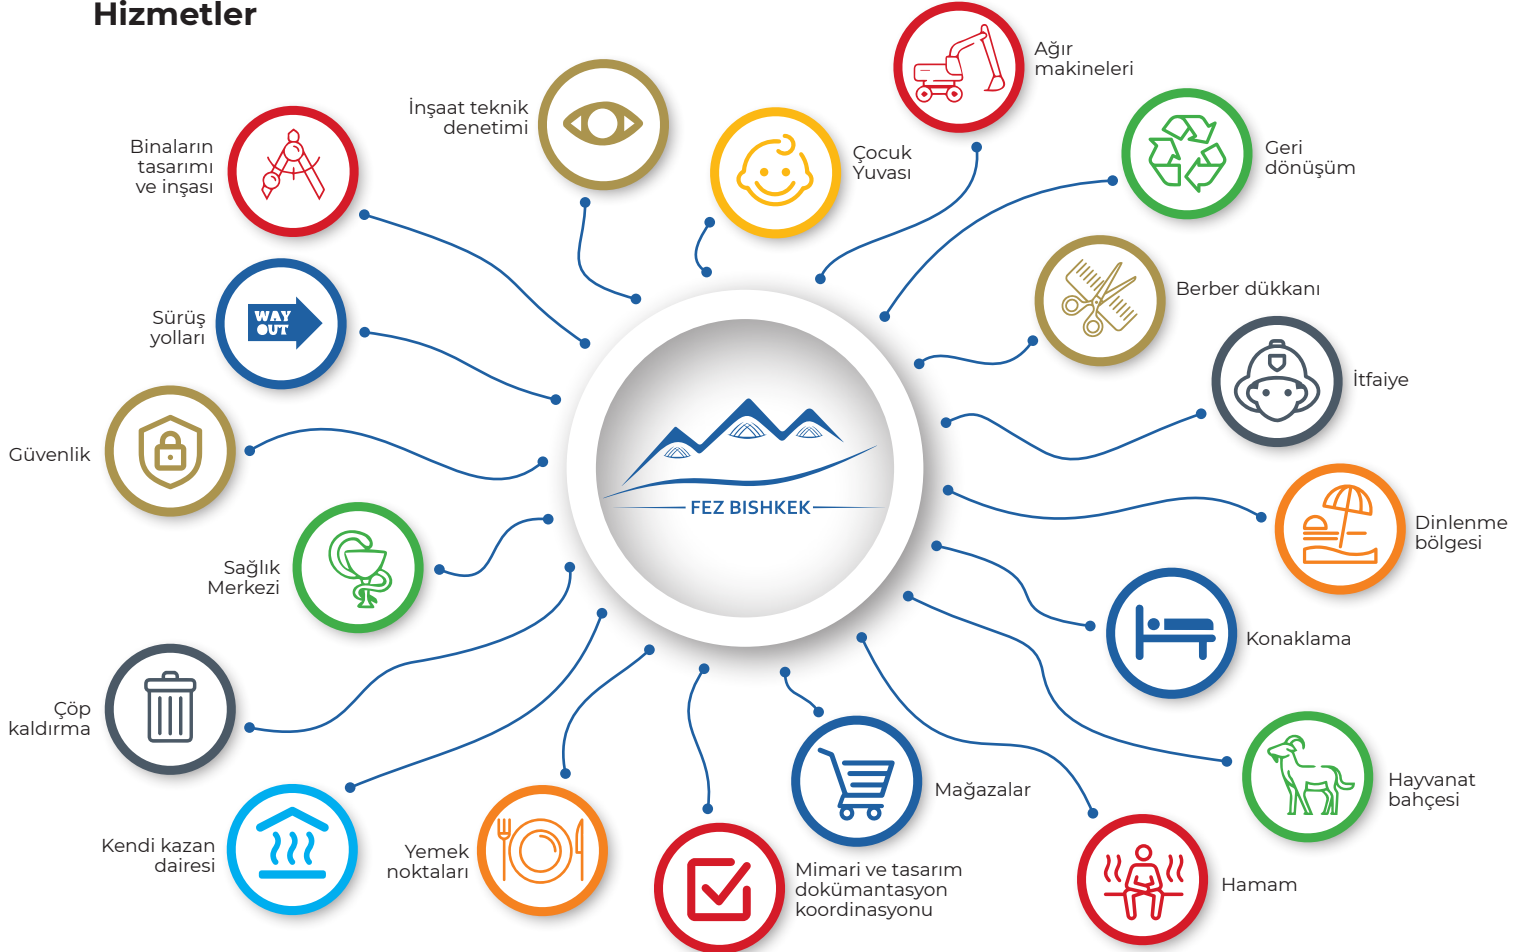 Hizmetler
Ağır
makineleri
İnşaat teknik
denetimi
Çocuk
Yuvası
Binaların
tasarımı
ve inşası
Geri
dönüşüm
Berber dükkanı
Sürüş
yolları
WAY
OUT
İtfaiye
Güvenlik
FEZ BISHKEK
Dinlenme
bölgesi
Sağlık
Merkezi
Konaklama
Çöp
kaldırma
Mağazalar
Hayvanat
bahçesi
Kendi kazan
dairesi
Yemek
noktaları
Mimari ve tasarım
dokümantasyon
koordinasyonu
Hamam